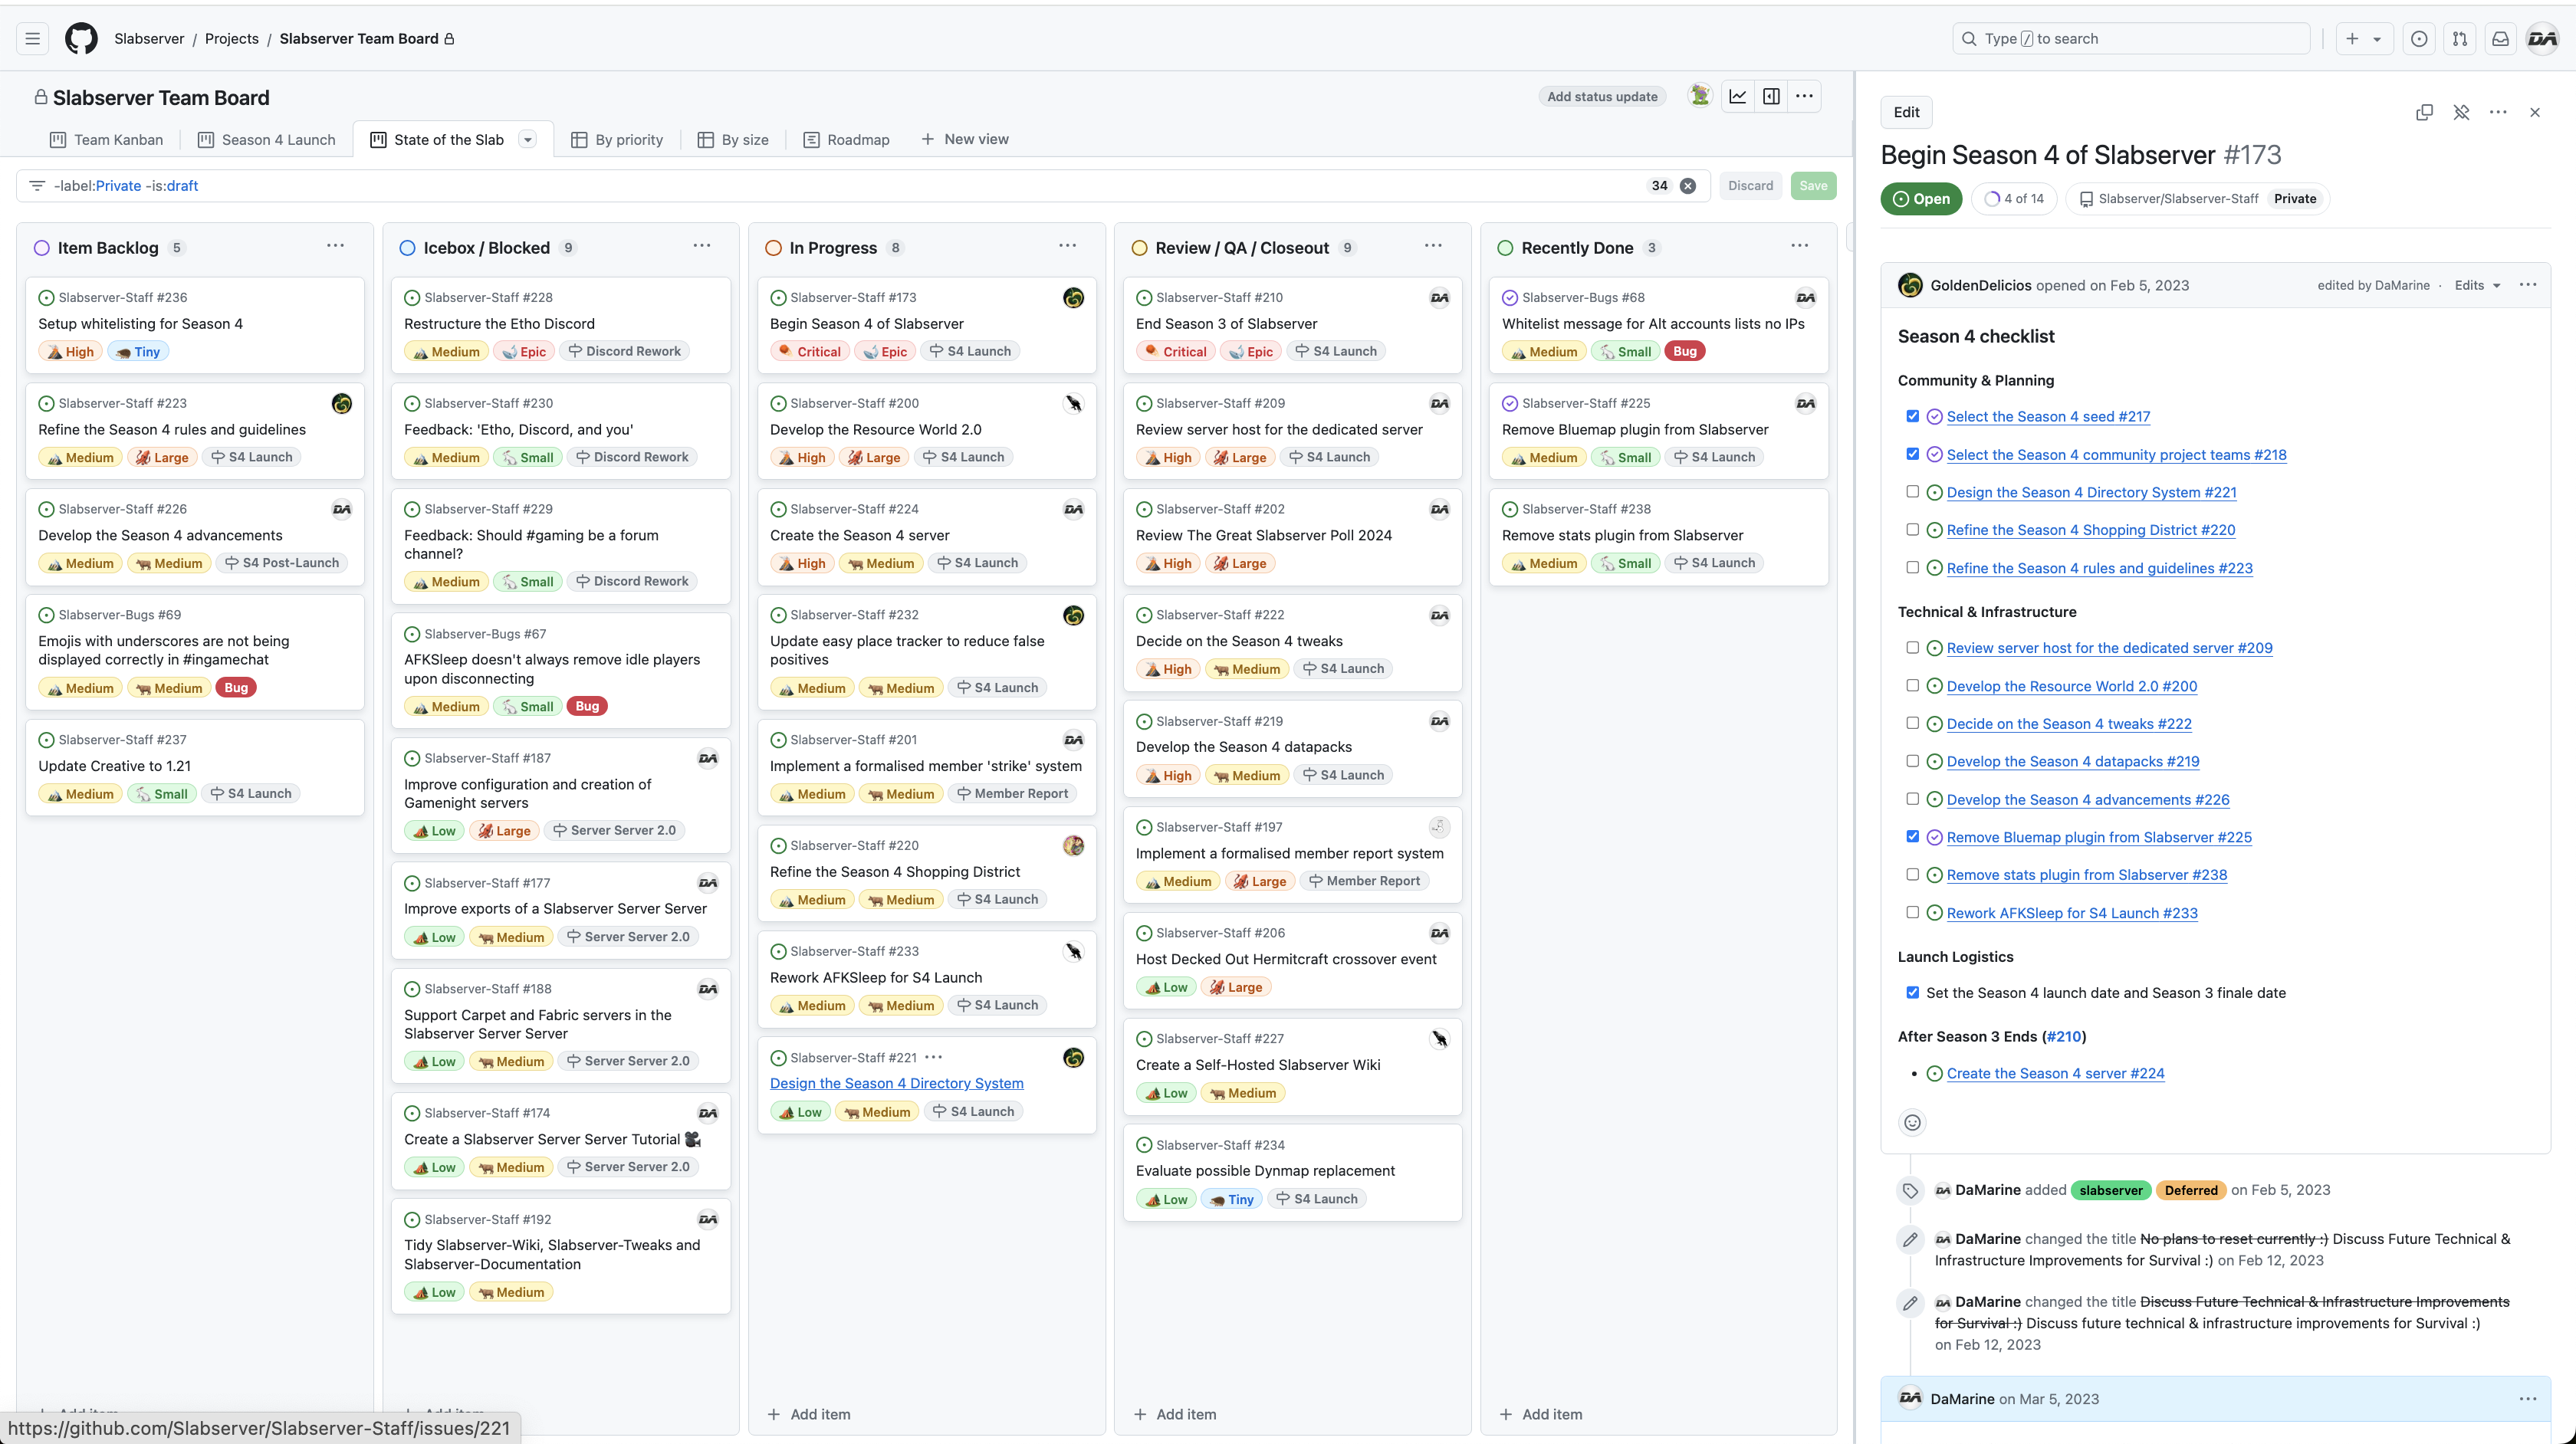 Slabserver / Projects / Slabserver Team Board
Type / to search
DA
Slabserver Team Board
Add status update
Team Kanban
Season 4 Launch
State of the Slab
By priority
By size
Roadmap
New view
-label:Private -is:draft
34
Discard
Save
Item Backlog 5
Slabserver-Staff #236
Setup whitelisting for Season 4
High Tiny
Slabserver-Staff #223
Refine the Season 4 rules and guidelines
Medium Large S4 Launch
Slabserver-Staff #226 DA
Develop the Season 4 advancements
Medium Medium S4 Post-Launch
Slabserver-Bugs #69
Emojis with underscores are not being
displayed correctly in #ingamechat
Medium Medium Bug
Slabserver-Staff #237
Update Creative to 1.21
Medium Small S4 Launch
Icebox / Blocked 9
Slabserver-Staff #228
Restructure the Etho Discord
Medium Epic Discord Rework
Slabserver-Staff #230
Feedback: 'Etho, Discord, and you'
Medium Small Discord Rework
Slabserver-Staff #229
Feedback: Should #gaming be a forum
channel?
Medium Small Discord Rework
Slabserver-Bugs #67
AFKSleep doesn't always remove idle players
upon disconnecting
Medium Small Bug
Slabserver-Staff #187 DA
Improve configuration and creation of
Gamenight servers
Low Large Server Server 2.0
Slabserver-Staff #177 DA
Improve exports of a Slabserver Server Server
Low Medium Server Server 2.0
Slabserver-Staff #188 DA
Support Carpet and Fabric servers in the
Slabserver Server Server
Low Medium Server Server 2.0
Slabserver-Staff #174 DA
Create a Slabserver Server Server Tutorial 🎥
Low Medium Server Server 2.0
Slabserver-Staff #192 DA
Tidy Slabserver-Wiki, Slabserver-Tweaks and
Slabserver-Documentation
Low Medium
In Progress 8
Slabserver-Staff #173
Begin Season 4 of Slabserver
Critical Epic S4 Launch
Slabserver-Staff #200
Develop the Resource World 2.0
High Large S4 Launch
Slabserver-Staff #224 DA
Create the Season 4 server
High Medium S4 Launch
Slabserver-Staff #232
Update easy place tracker to reduce false
positives
Medium Medium S4 Launch
Slabserver-Staff #201 DA
Implement a formalised member 'strike' system
Medium Medium Member Report
Slabserver-Staff #220
Refine the Season 4 Shopping District
Medium Medium S4 Launch
Slabserver-Staff #233
Rework AFKSleep for S4 Launch
Medium Medium S4 Launch
Slabserver-Staff #221 ...
Design the Season 4 Directory System
Low Medium S4 Launch
Add item
Review / QA / Closeout 9
Slabserver-Staff #210 DA
End Season 3 of Slabserver
Critical Epic S4 Launch
Slabserver-Staff #209 DA
Review server host for the dedicated server
High Large S4 Launch
Slabserver-Staff #202 DA
Review The Great Slabserver Poll 2024
High Large
Slabserver-Staff #222 DA
Decide on the Season 4 tweaks
High Medium S4 Launch
Slabserver-Staff #219 DA
Develop the Season 4 datapacks
High Medium S4 Launch
Slabserver-Staff #197
Implement a formalised member report system
Medium Large Member Report
Slabserver-Staff #206 DA
Host Decked Out Hermitcraft crossover event
Low Large
Slabserver-Staff #227
Create a Self-Hosted Slabserver Wiki
Low Medium
Slabserver-Staff #234
Evaluate possible Dynmap replacement
Low Tiny S4 Launch
Add item
Recently Done 3
Slabserver-Bugs #68 DA
Whitelist message for Alt accounts lists no IPs
Medium Small Bug
Slabserver-Staff #225 DA
Remove Bluemap plugin from Slabserver
Medium Small S4 Launch
Slabserver-Staff #238
Remove stats plugin from Slabserver
Medium Small S4 Launch
Add item
https://github.com/Slabserver/Slabserver-Staff/issues/221
Edit
Begin Season 4 of Slabserver #173
Open
4 of 14
Slabserver/Slabserver-Staff Private
GoldenDelicios opened on Feb 5, 2023
edited by DaMarine · Edits
Season 4 checklist
Community & Planning
Select the Season 4 seed #217
Select the Season 4 community project teams #218
Design the Season 4 Directory System #221
Refine the Season 4 Shopping District #220
Refine the Season 4 rules and guidelines #223
Technical & Infrastructure
Review server host for the dedicated server #209
Develop the Resource World 2.0 #200
Decide on the Season 4 tweaks #222
Develop the Season 4 datapacks #219
Develop the Season 4 advancements #226
Remove Bluemap plugin from Slabserver #225
Remove stats plugin from Slabserver #238
Rework AFKSleep for S4 Launch #233
Launch Logistics
Set the Season 4 launch date and Season 3 finale date
After Season 3 Ends (#210)
• Create the Season 4 server #224
DA DaMarine added slabserver Deferred on Feb 5, 2023
DA DaMarine changed the title No plans to reset currently :) Discuss Future Technical &
Infrastructure Improvements for Survival :) on Feb 12, 2023
DA DaMarine changed the title Discuss Future Technical & Infrastructure Improvements
for Survival :) Discuss future technical & infrastructure improvements for Survival :)
on Feb 12, 2023
DA DaMarine on Mar 5, 2023